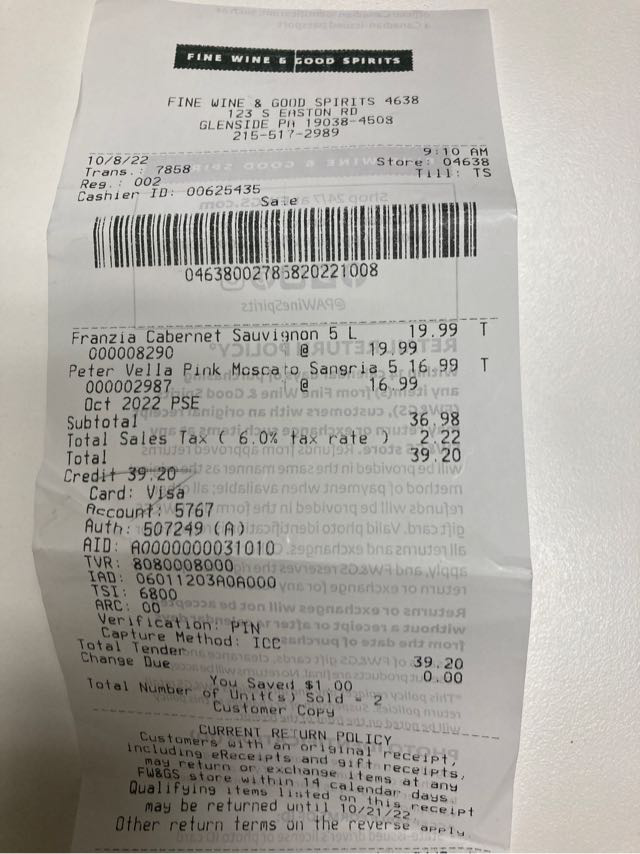 FINE WINE & GOOD SPIRITS
FINE WINE & GOOD SPIRITS 4638
123 S EASTON RD
GLENSIDE PA 19038-4508
215-517-2989
10/8/22 9:10 AM
Trans.: 7858 Store: 04638
Reg.: 002 Till: TS
Cashier ID: 00625435
Sale
04638002785820221008
Franzia Cabernet Sauvignon 5 L 19.99 T
000008290 @ 19.99
Peter Vella Pink Moscato Sangria 5 16.99 T
000002987 @ 16.99
Oct 2022 PSE
Subtotal 36.98
Total Sales Tax ( 6.0% tax rate ) 2.22
Total 39.20
Credit 39.20
Card: Visa
Account: 5767
Auth: 507249 (A)
AID: A0000000031010
TVR: 8080008000
IAD: 06011203A0A000
TSI: 6800
ARC: 00
Verification: PIN
Capture Method: ICC
Total Tender 39.20
Change Due 0.00
You Saved $1.00
Total Number of Unit(s) Sold = 2
Customer Copy
CURRENT RETURN POLICY
Customers with an original receipt,
including eReceipts and gift receipts,
may return or exchange items at any
FW&GS store within 14 calendar days.
Qualifying items listed on this receipt
may be returned until 10/21/22.
Other return terms on the reverse apply